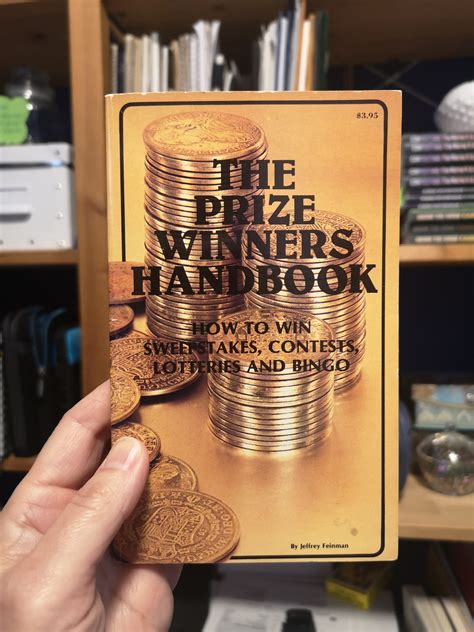 $3.95
THE
PRIZE
WINNERS
HANDBOOK
HOW TO WIN
SWEEPSTAKES, CONTESTS,
LOTTERIES AND BINGO
By Jeffrey Feinman